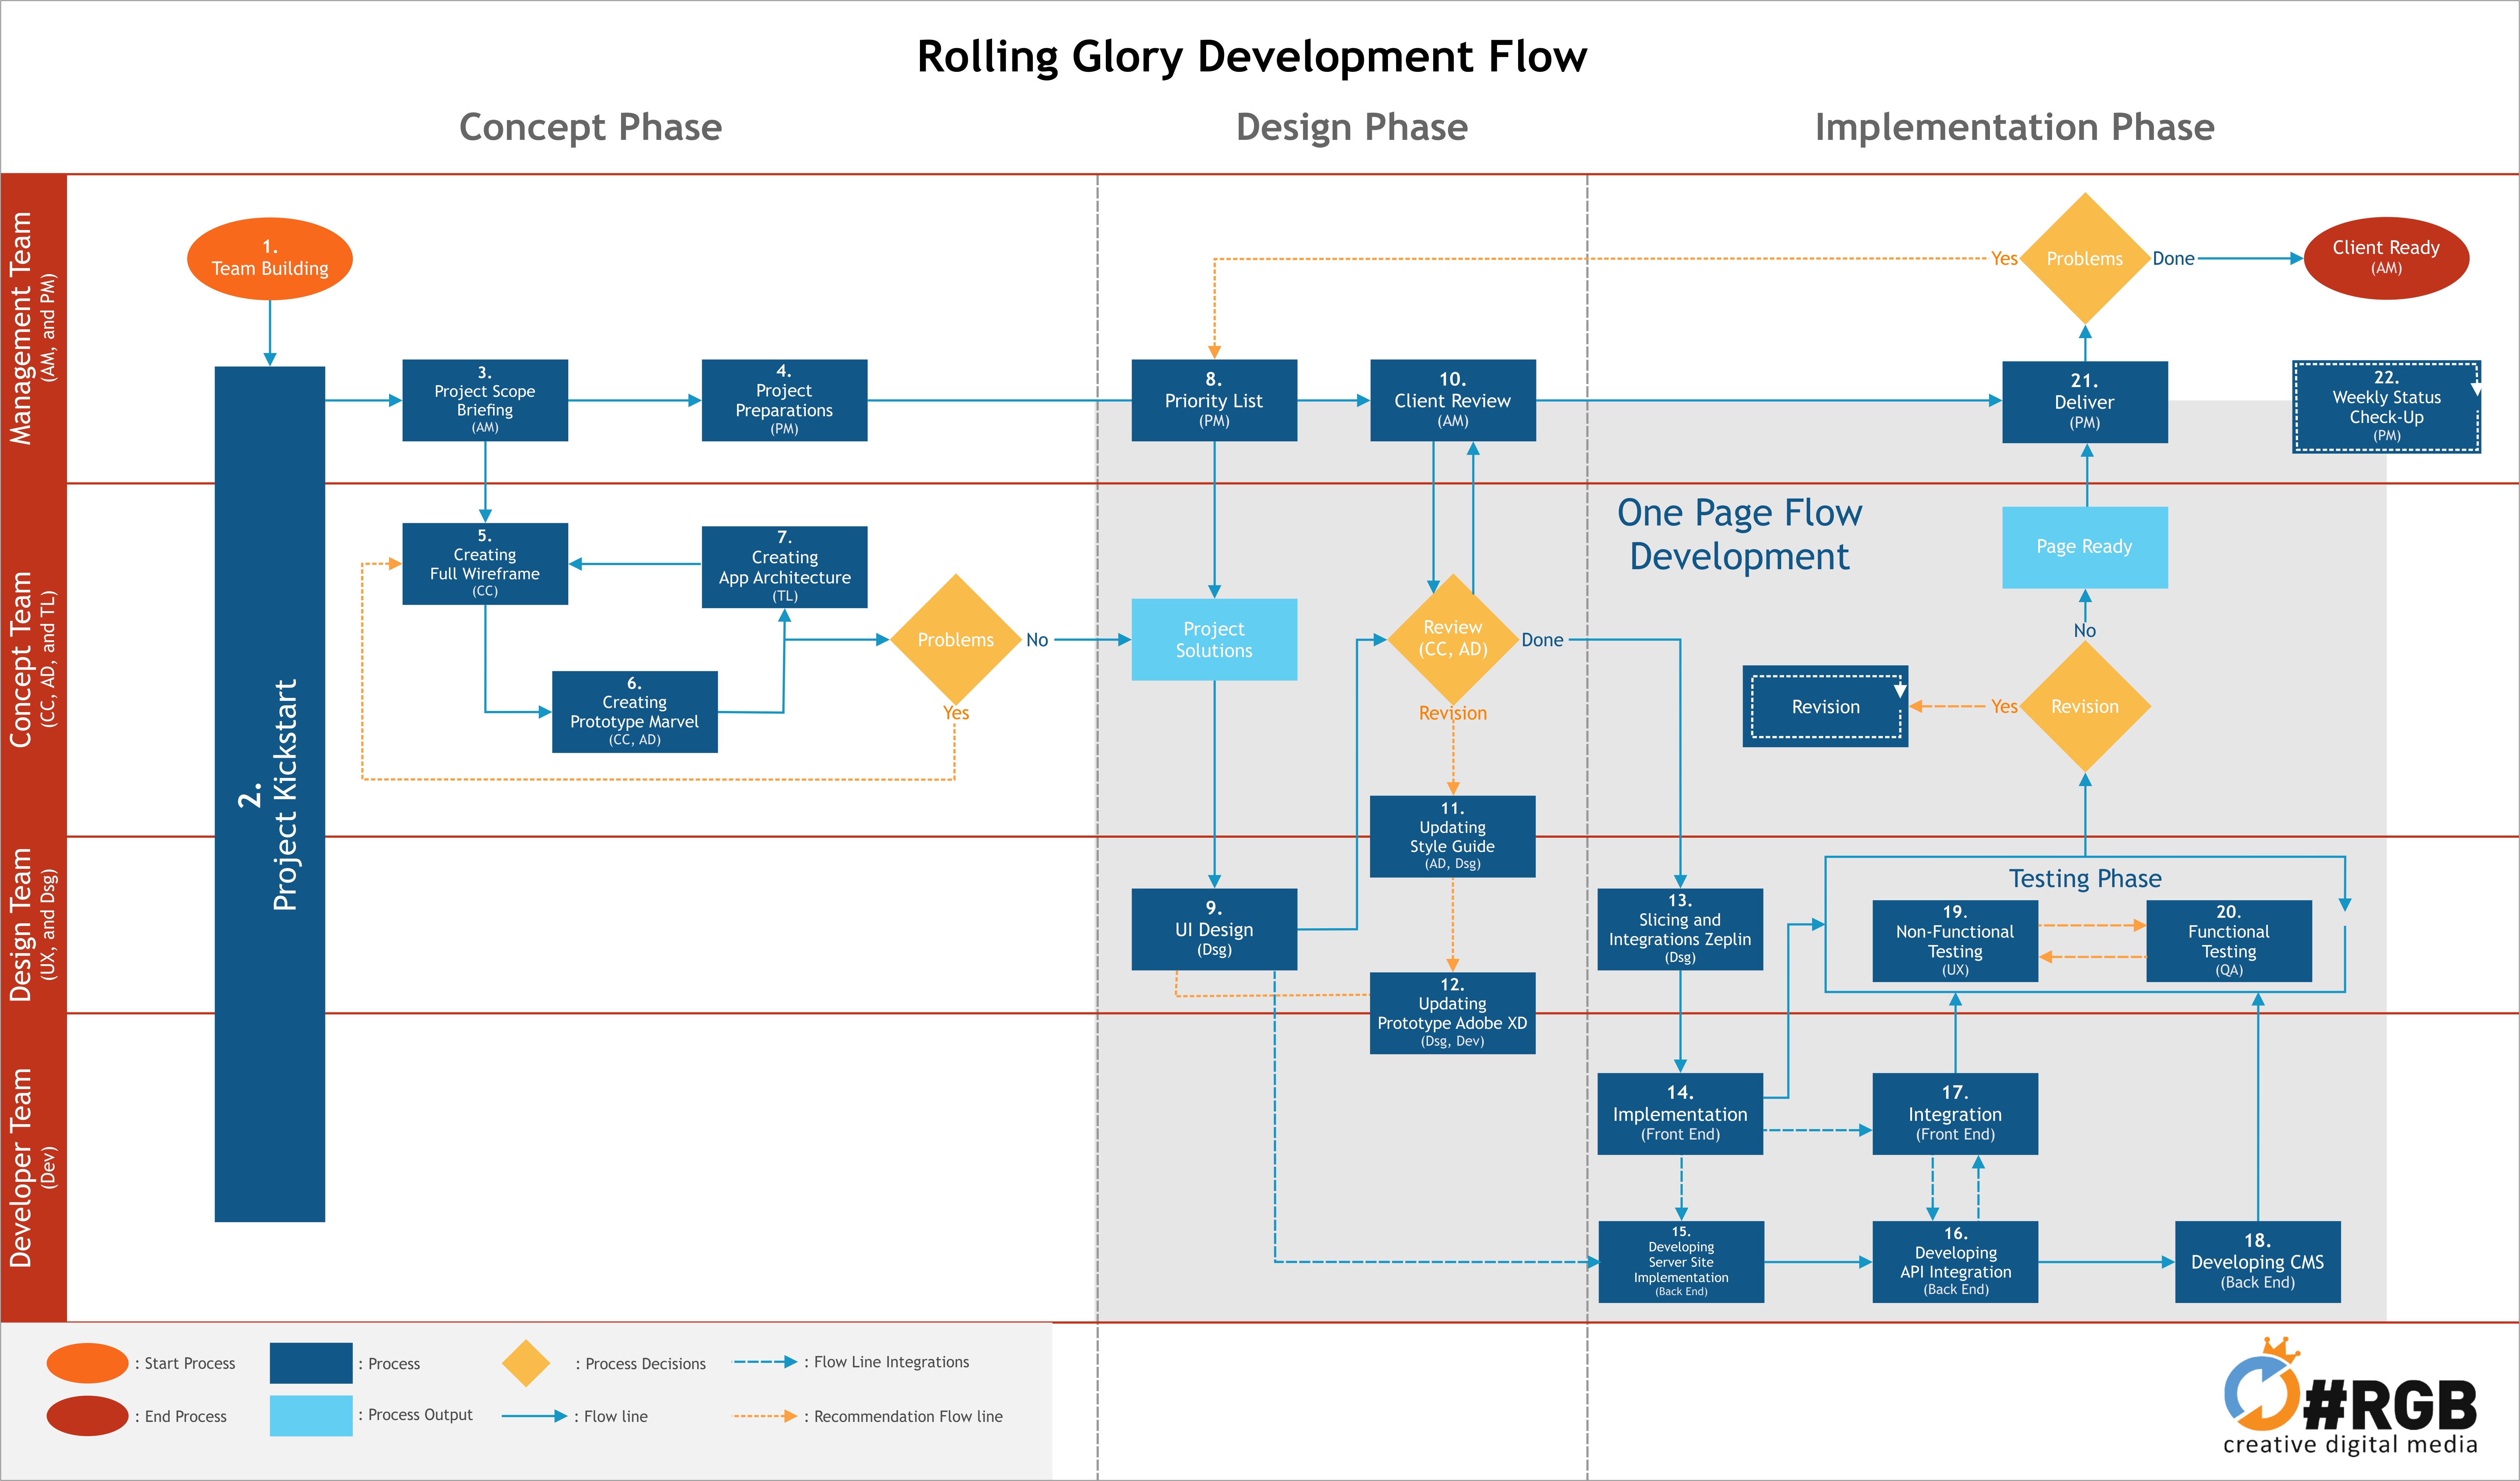 Rolling Glory Development Flow
Concept Phase
Design Phase
Implementation Phase
Management Team
(AM, and PM)
Concept Team
(CC, AD, and TL)
Design Team
(UX, and Dsg)
Developer Team
(Dev)
1.
Team Building
2.
Project Kickstart
3.
Project Scope
Briefing
(AM)
4.
Project
Preparations
(PM)
5.
Creating
Full Wireframe
(CC)
6.
Creating
Prototype Marvel
(CC, AD)
7.
Creating
App Architecture
(TL)
Problems
No
Yes
8.
Priority List
(PM)
Project
Solutions
9.
UI Design
(Dsg)
10.
Client Review
(AM)
Review
(CC, AD)
Done
Revision
11.
Updating
Style Guide
(AD, Dsg)
12.
Updating
Prototype Adobe XD
(Dsg, Dev)
One Page Flow
Development
13.
Slicing and
Integrations Zeplin
(Dsg)
14.
Implementation
(Front End)
15.
Developing
Server Site
Implementation
(Back End)
16.
Developing
API Integration
(Back End)
17.
Integration
(Front End)
18.
Developing CMS
(Back End)
Testing Phase
19.
Non-Functional
Testing
(UX)
20.
Functional
Testing
(QA)
Revision
Yes
Revision
No
Page Ready
21.
Deliver
(PM)
Yes
Problems
Done
Client Ready
(AM)
22.
Weekly Status
Check-Up
(PM)
: Start Process
: End Process
: Process
: Process Output
: Process Decisions
: Flow line
: Flow Line Integrations
: Recommendation Flow line
#RGB
creative digital media